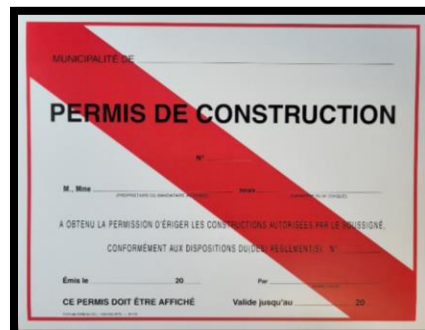 MUNICIPALITÉ DE
PERMIS DE CONSTRUCTION
N°
M., Mme
A OBTENU LA PERMISSION D'ÉRIGER LES CONSTRUCTIONS AUTORISÉES PAR LE SOUSSIGNÉ,
CONFORMÉMENT AUX DISPOSITIONS DU(DES) RÈGLEMENT(S) N°
Émis le 20 Par
CE PERMIS DOIT ÊTRE AFFICHÉ Valide jusqu'au 20